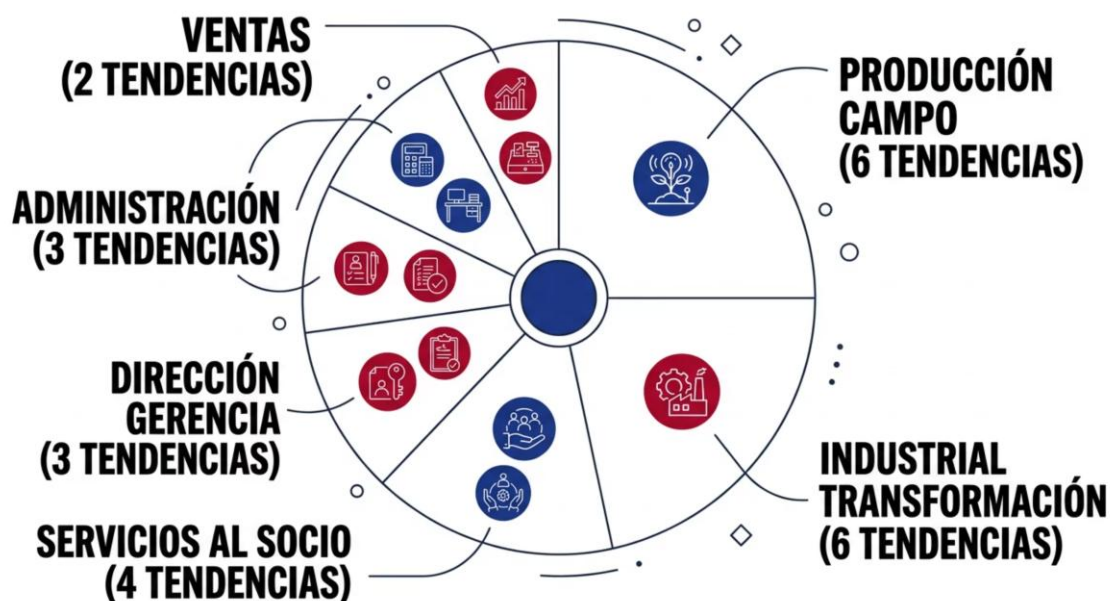 VENTAS
(2 TENDENCIAS)
ADMINISTRACIÓN
(3 TENDENCIAS)
DIRECCIÓN
GERENCIA
(3 TENDENCIAS)
SERVICIOS AL SOCIO
(4 TENDENCIAS)
PRODUCCIÓN
CAMPO
(6 TENDENCIAS)
INDUSTRIAL
TRANSFORMACIÓN
(6 TENDENCIAS)